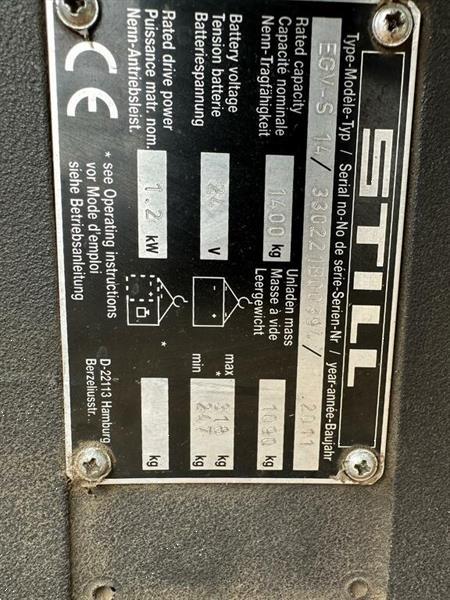 STILL
Type-Modèle-Typ / Serial no-No de série-Serien-Nr / year-année-Baujahr
EGV-S 14/ / 2011
Rated capacity
Capacité nominale
Nenn-Tragfähigkeit
1400 kg
Unladen mass
Masse à vide
Leergewicht
kg
Battery voltage
Tension batterie
Batteriespannung
24 V
- +
max
min
*
kg
247 kg
Rated drive power
Puissance motr. nom.
Nenn-Antriebsleist.
1.2 kW
*
kg
* see Operating instructions
vor Mode d'emploi
siehe Betriebsanleitung
D-22113 Hamburg
Berzeliusstr.
CE